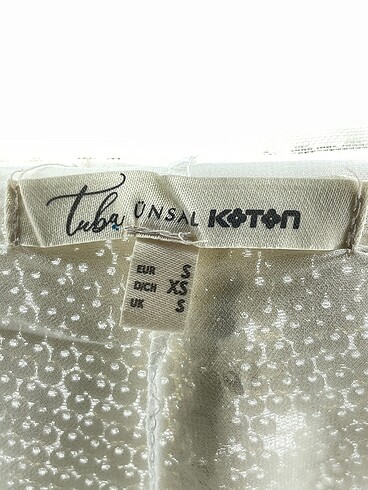 Tuba ÜNSAL KOTON
EUR S
D/CH XS
UK S